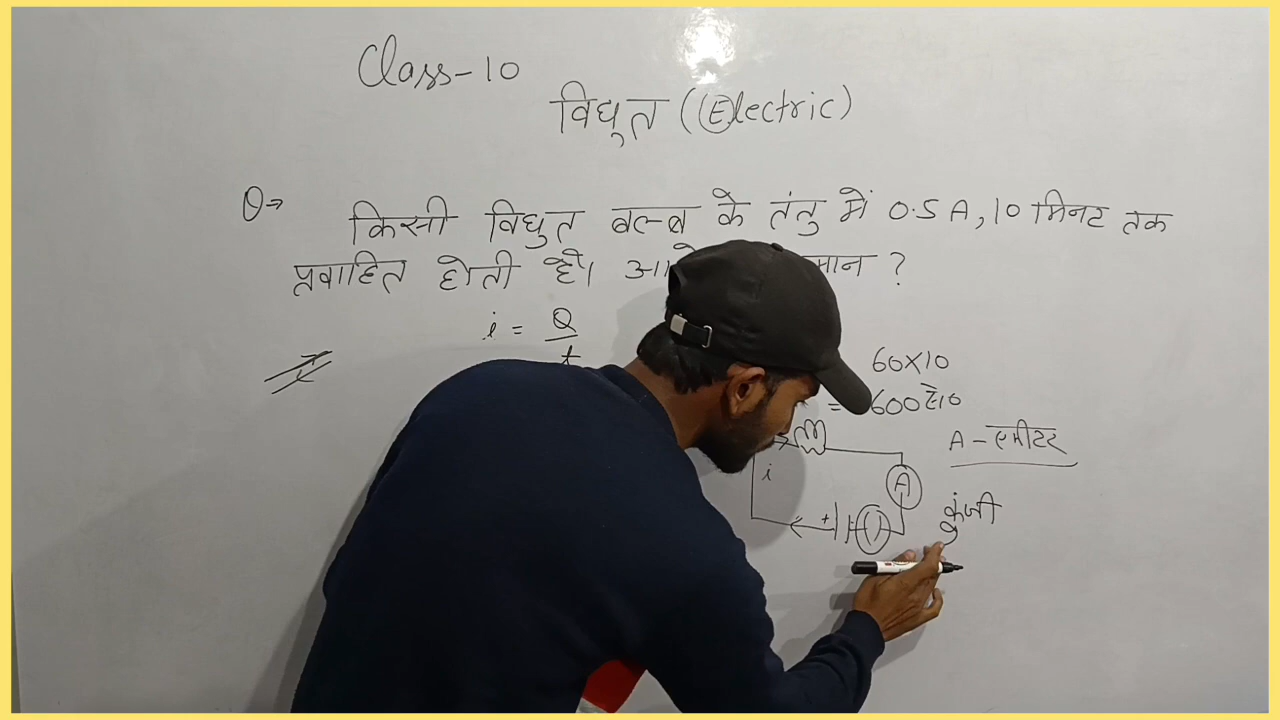 Class-10
विधुत (Electric)
Q→ किसी विधुत बल्ब के तंतु में 0.5 A, 10 मिनट तक
प्रवाहित होती है। मान ?
i = Q/t
60×10
= 600 से०
A - एमीटर
i
A
+
( )
कुंजी